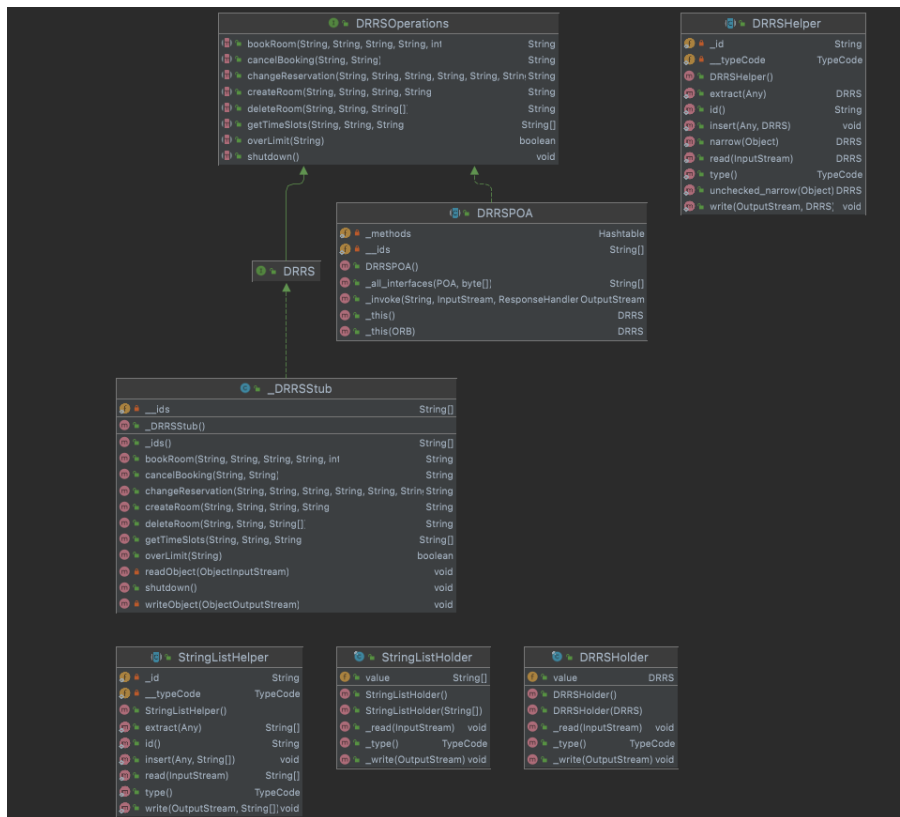 DRRSOperations
bookRoom(String, String, String, String, int String
cancelBooking(String, String) String
changeReservation(String, String, String, String, String, Strin String
createRoom(String, String, String, String String
deleteRoom(String, String, String[] String
getTimeSlots(String, String, String String[]
overLimit(String) boolean
shutdown() void
DRRSHelper
_id String
__typeCode TypeCode
DRRSHelper()
extract(Any) DRRS
id() String
insert(Any, DRRS) void
narrow(Object) DRRS
read(InputStream) DRRS
type() TypeCode
unchecked_narrow(Object) DRRS
write(OutputStream, DRRS) void
DRRSPOA
_methods Hashtable
__ids String[]
DRRSPOA()
_all_interfaces(POA, byte[]) String[]
_invoke(String, InputStream, ResponseHandler OutputStream
_this() DRRS
_this(ORB) DRRS
DRRS
_DRRSStub
__ids String[]
_DRRSStub()
_ids() String[]
bookRoom(String, String, String, String, int String
cancelBooking(String, String) String
changeReservation(String, String, String, String, String, Strin String
createRoom(String, String, String, String String
deleteRoom(String, String, String[] String
getTimeSlots(String, String, String String[]
overLimit(String) boolean
readObject(ObjectInputStream) void
shutdown() void
writeObject(ObjectOutputStream) void
StringListHelper
_id String
__typeCode TypeCode
StringListHelper()
extract(Any) String[]
id() String
insert(Any, String[]) void
read(InputStream) String[]
type() TypeCode
write(OutputStream, String[] void
StringListHolder
value String[]
StringListHolder()
StringListHolder(String[])
_read(InputStream) void
_type() TypeCode
_write(OutputStream) void
DRRSHolder
value DRRS
DRRSHolder()
DRRSHolder(DRRS)
_read(InputStream) void
_type() TypeCode
_write(OutputStream) void